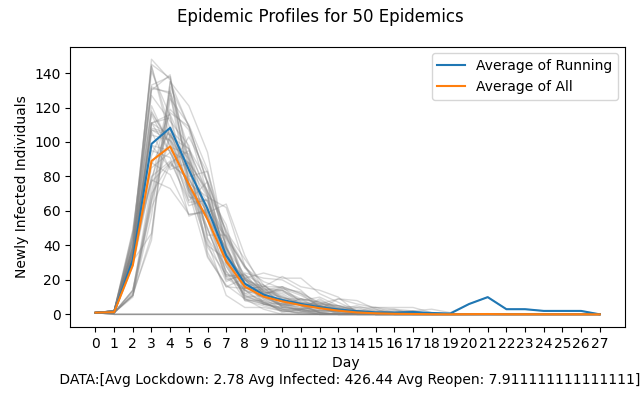 Epidemic Profiles for 50 Epidemics
Average of Running
Average of All
Newly Infected Individuals
140
120
100
80
60
40
20
0
0 1 2 3 4 5 6 7 8 9 10 11 12 13 14 15 16 17 18 19 20 21 22 23 24 25 26 27
Day
DATA:[Avg Lockdown: 2.78 Avg Infected: 426.44 Avg Reopen: 7.911111111111111]